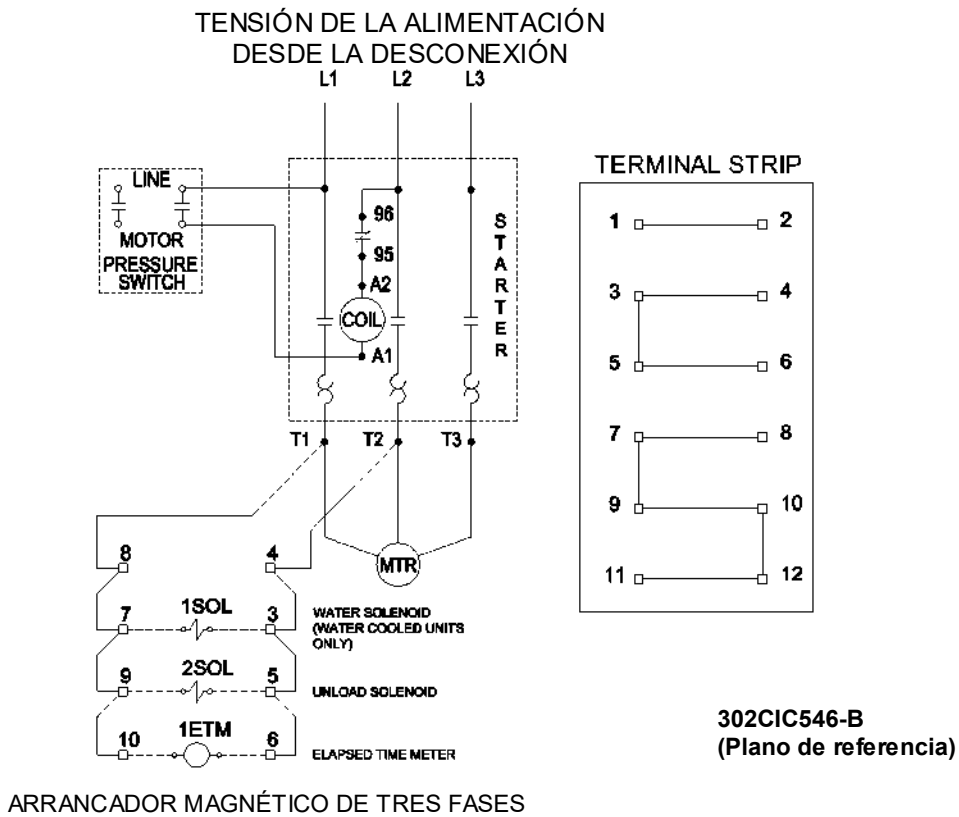 TENSIÓN DE LA ALIMENTACIÓN
DESDE LA DESCONEXIÓN
L1 L2 L3
LINE
MOTOR
PRESSURE
SWITCH
96
95
A2
COIL
A1
STARTER
T1 T2 T3
MTR
8 4
7 1SOL 3
WATER SOLENOID
(WATER COOLED UNITS
ONLY)
9 2SOL 5
UNLOAD SOLENOID
10 1ETM 6
ELAPSED TIME METER
TERMINAL STRIP
1 2
3 4
5 6
7 8
9 10
11 12
302CIC546-B
(Plano de referencia)
ARRANCADOR MAGNÉTICO DE TRES FASES